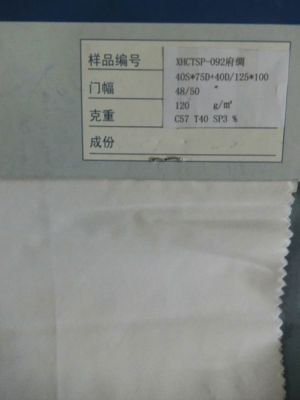 样品编号 XHCTSP-092府绸
40S*75D+40D/125*100
门幅 48/50 "
克重 120 g/㎡
C57 T40 SP3 %
成份